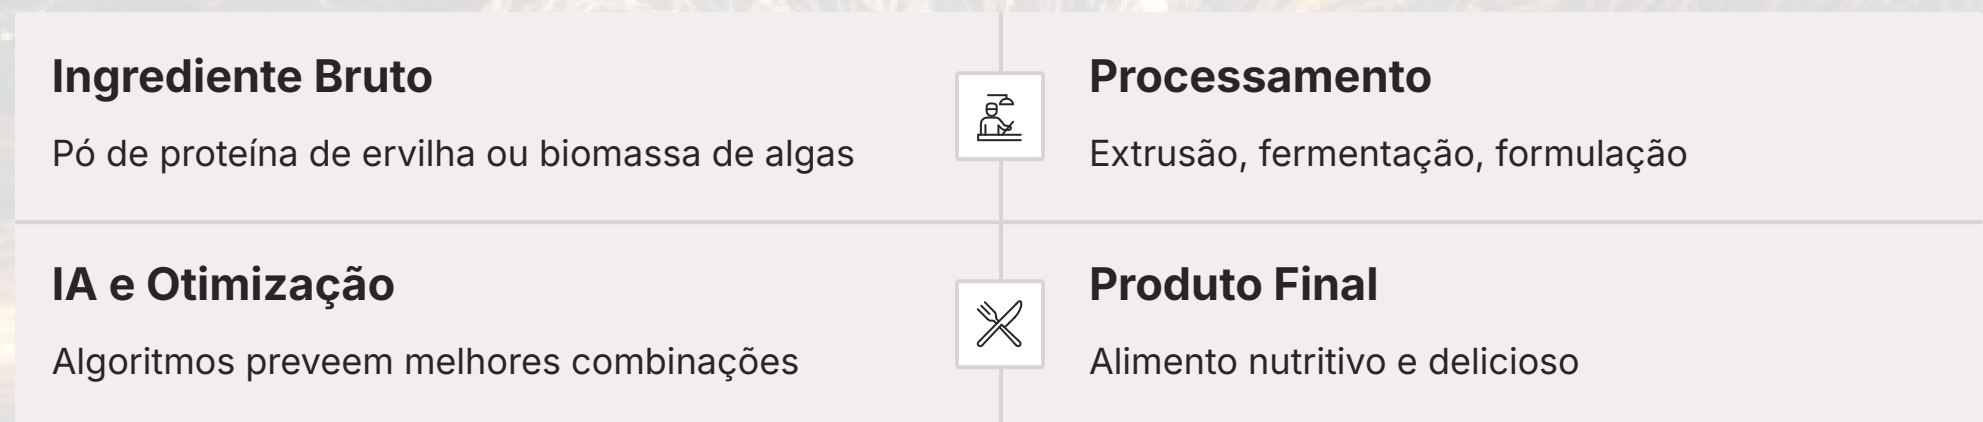 Ingrediente Bruto
Pó de proteína de ervilha ou biomassa de algas
Processamento
Extrusão, fermentação, formulação
IA e Otimização
Algoritmos preveem melhores combinações
Produto Final
Alimento nutritivo e delicioso